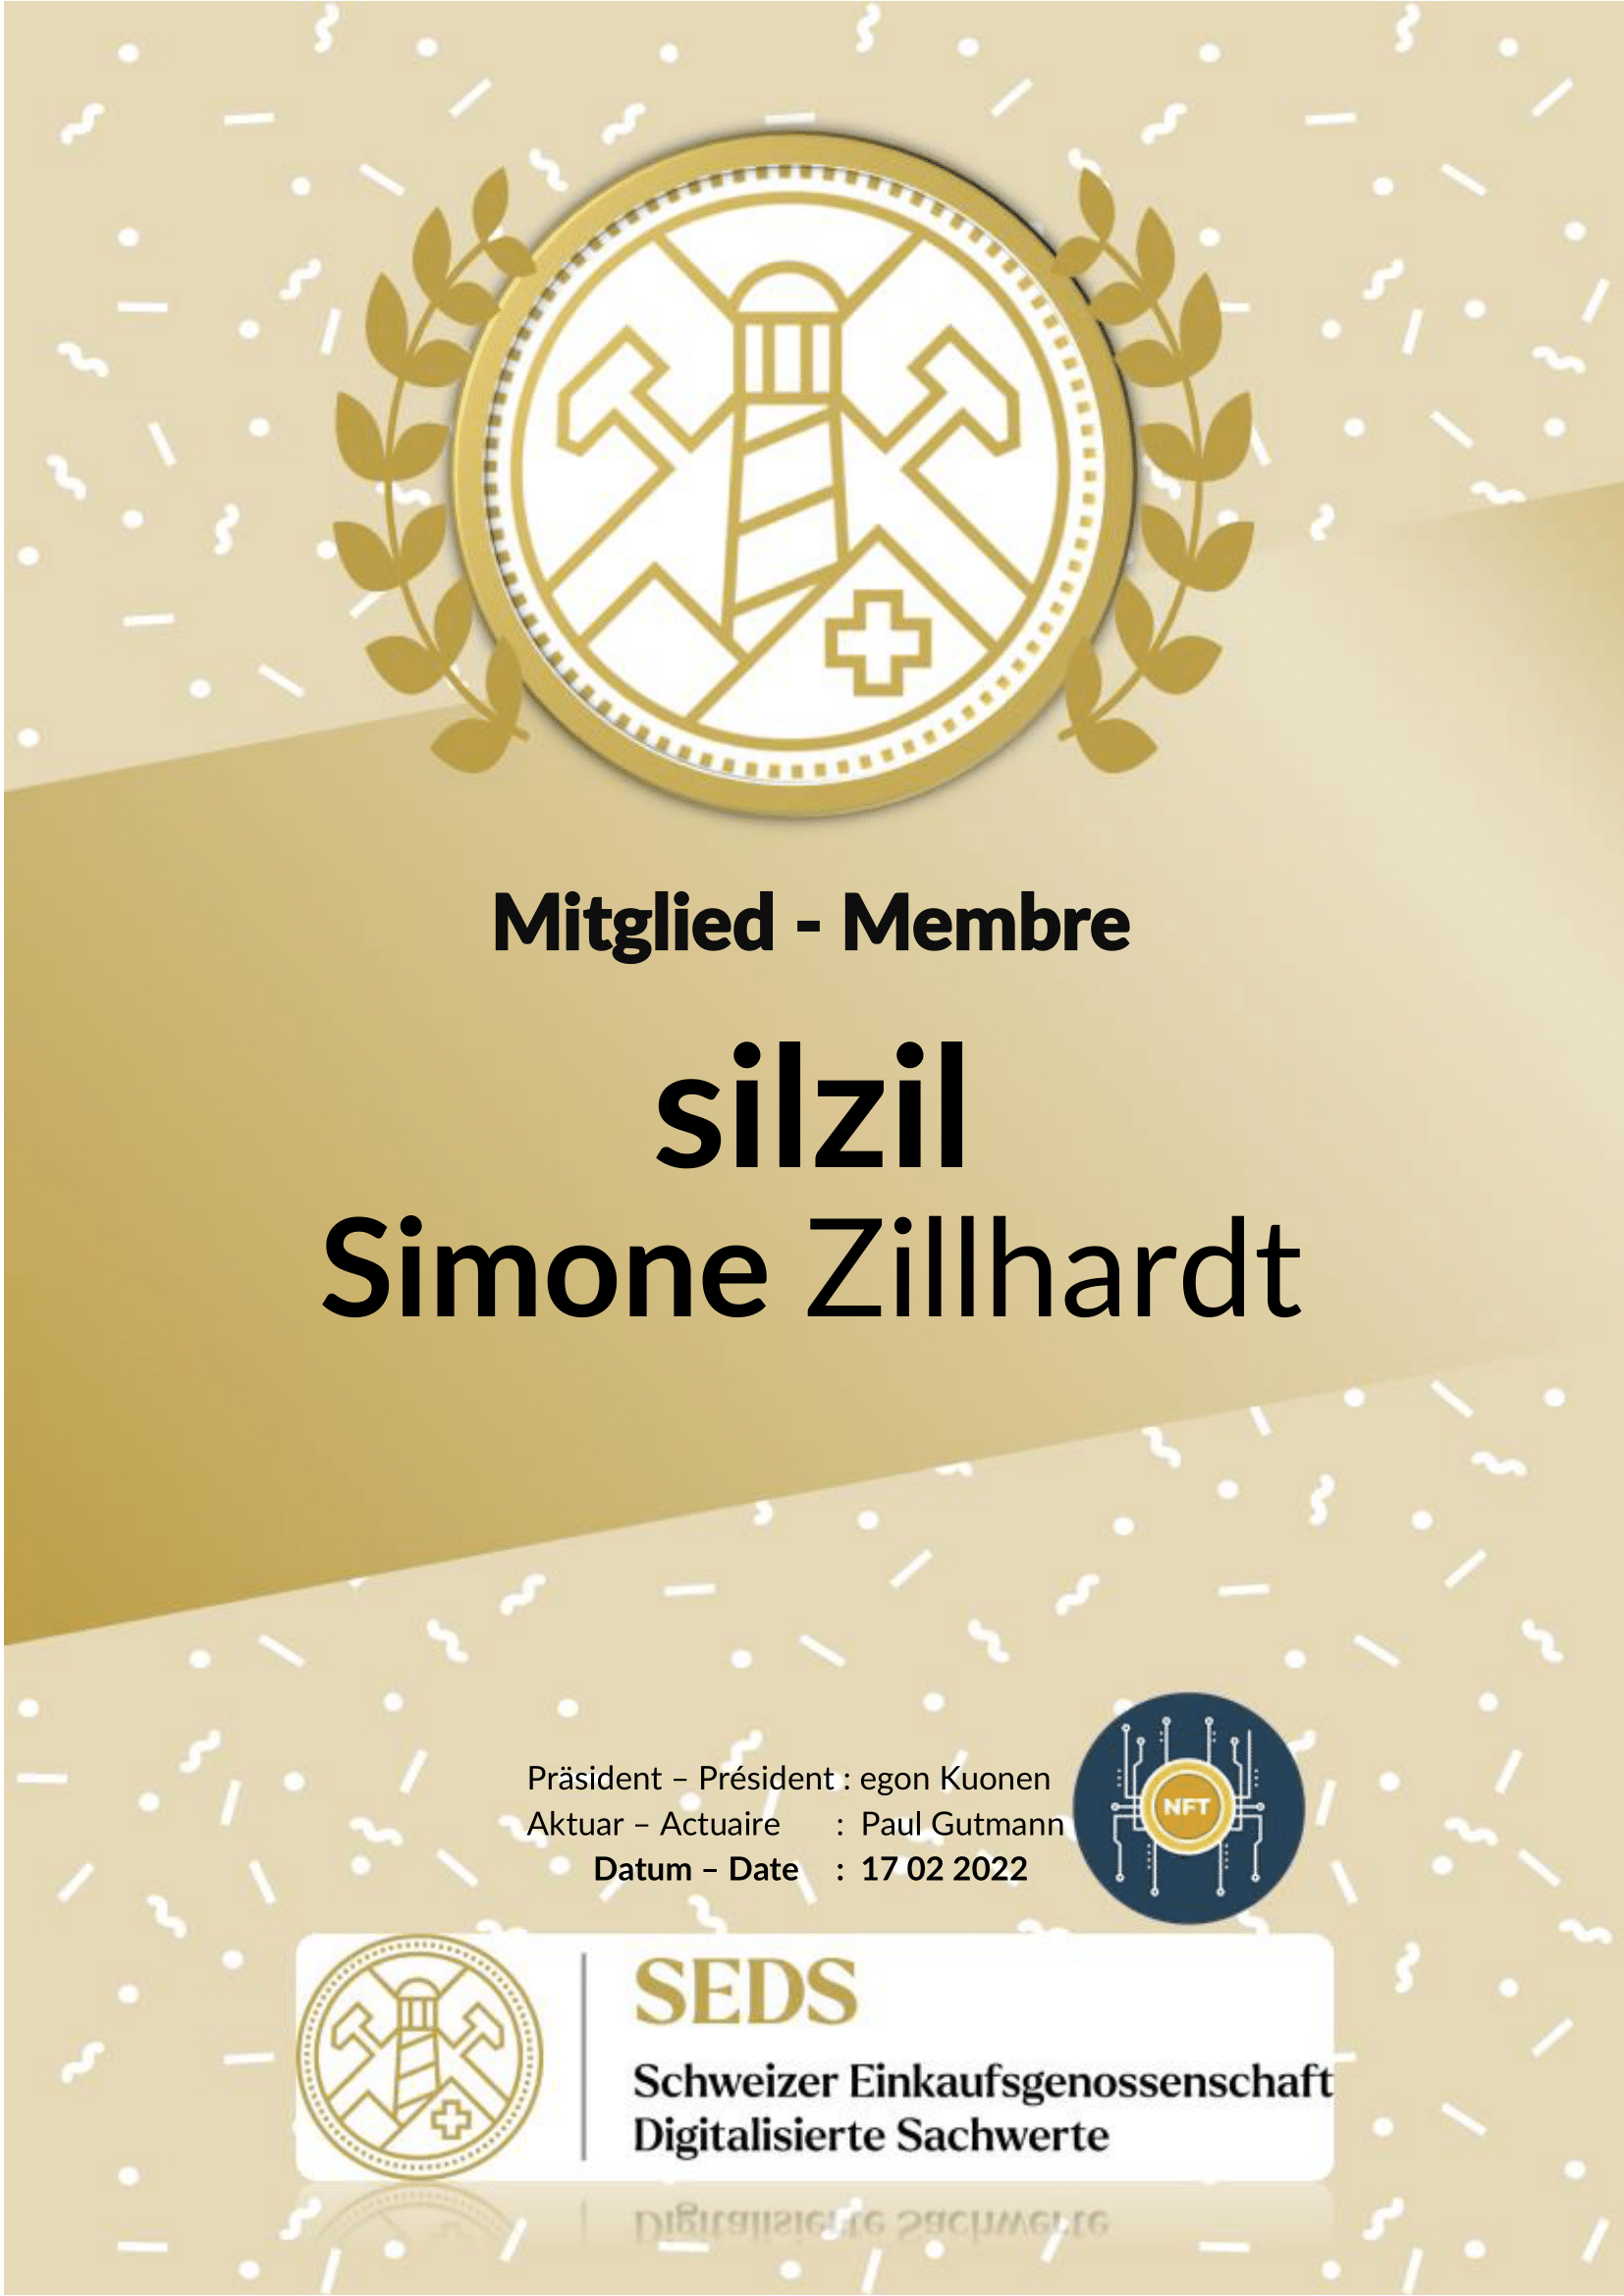 Mitglied - Membre
silzil
Simone Zillhardt
Präsident – Président : egon Kuonen
Aktuar – Actuaire : Paul Gutmann
Datum – Date : 17 02 2022
NFT
SEDS
Schweizer Einkaufsgenossenschaft
Digitalisierte Sachwerte